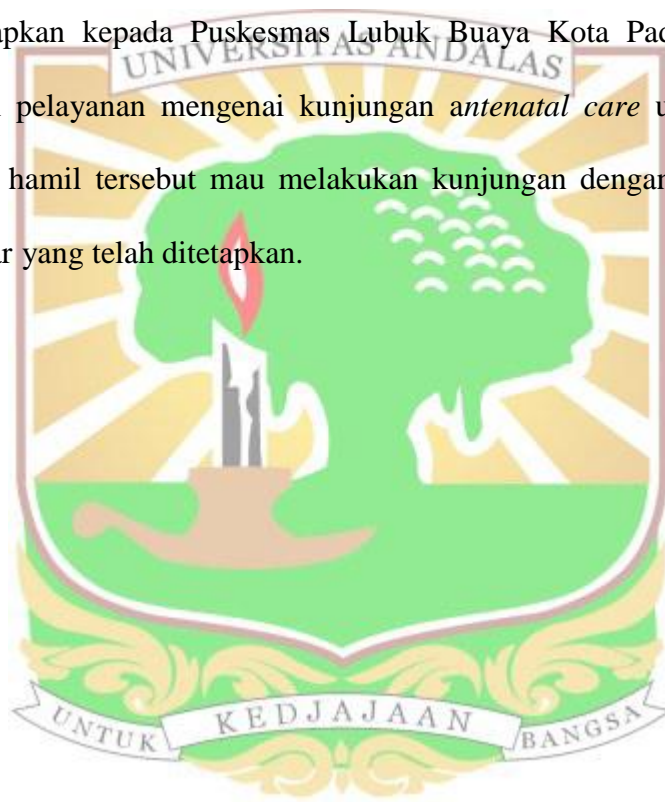 apkan kepada Puskesmas Lubuk Buaya Kota Pad
UNIVERSITAS ANDALAS
pelayanan mengenai kunjungan antenatal care u
hamil tersebut mau melakukan kunjungan dengan
r yang telah ditetapkan.
UNTUK KEDJAJAAN BANGSA